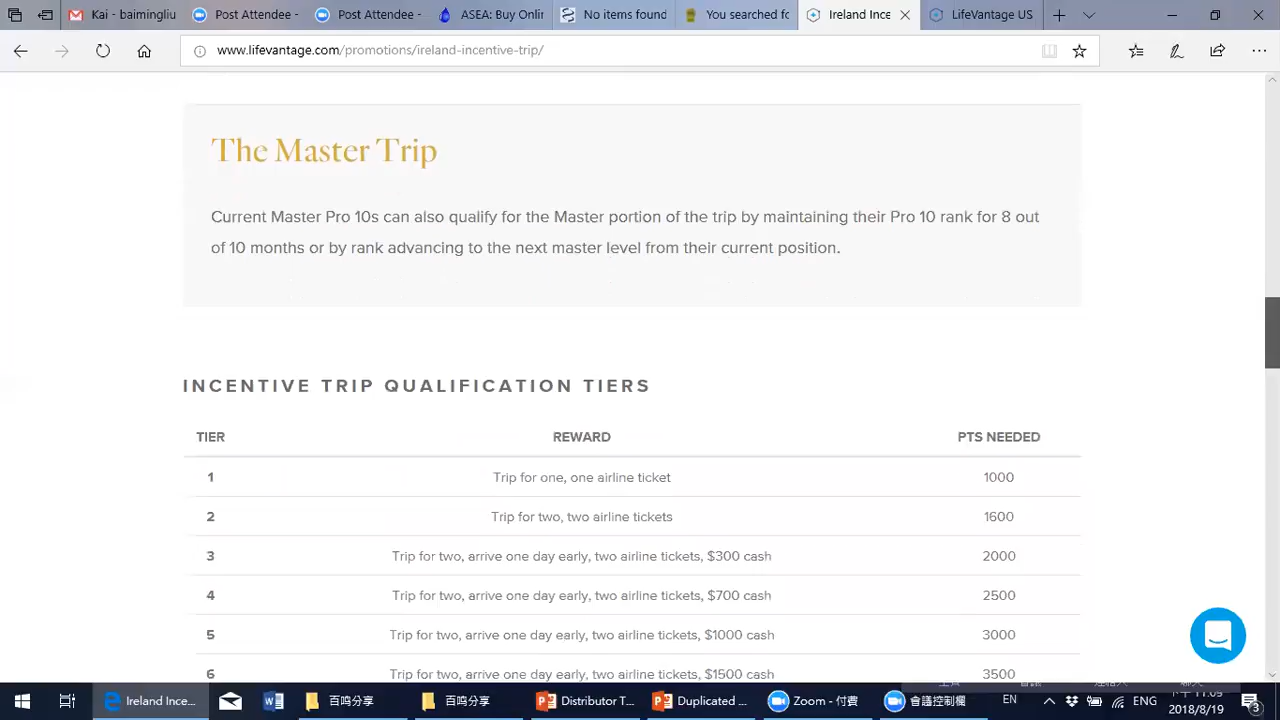 Kai - baimingliu
Post Attendee -
Post Attendee -
ASEA: Buy Onlin
No items found
You searched fo
Ireland Ince
LifeVantage US
www.lifevantage.com/promotions/ireland-incentive-trip/
The Master Trip
Current Master Pro 10s can also qualify for the Master portion of the trip by maintaining their Pro 10 rank for 8 out
of 10 months or by rank advancing to the next master level from their current position.
INCENTIVE TRIP QUALIFICATION TIERS
TIER REWARD PTS NEEDED
1 Trip for one, one airline ticket 1000
2 Trip for two, two airline tickets 1600
3 Trip for two, arrive one day early, two airline tickets, $300 cash 2000
4 Trip for two, arrive one day early, two airline tickets, $700 cash 2500
5 Trip for two, arrive one day early, two airline tickets, $1000 cash 3000
6 Trip for two, arrive one day early, two airline tickets, $1500 cash 3500
Ireland Ince... 百鸣分享 百鸣分享 Distributor T... Duplicated ... Zoom - 付費 會議控制欄 EN ENG
下午 11:09
2018/8/19
3